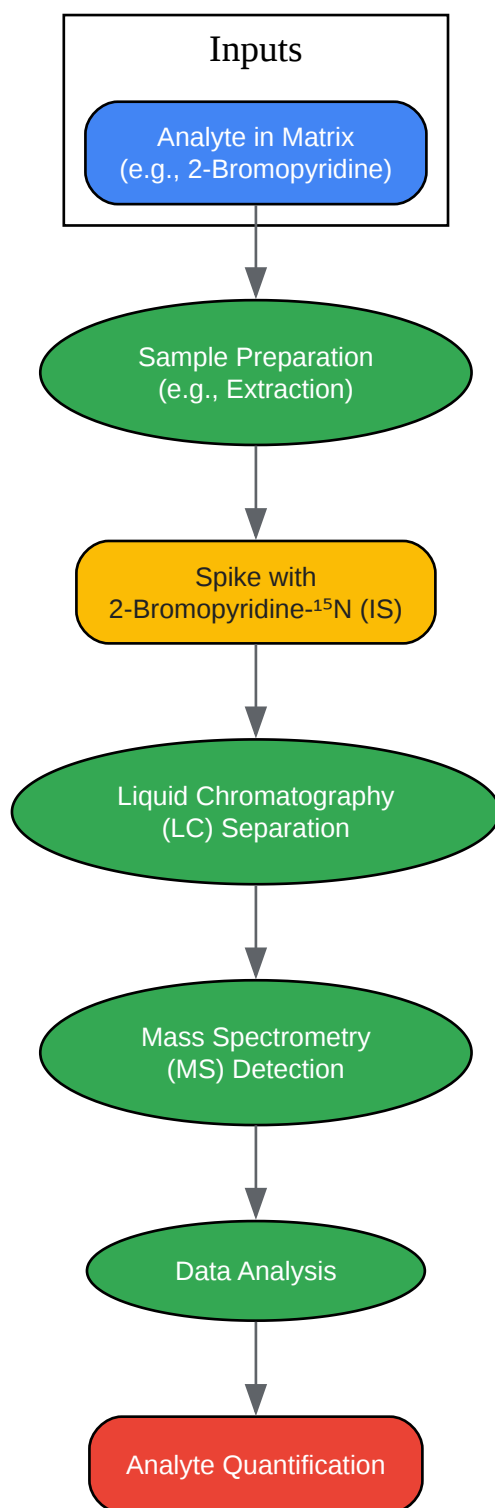 Inputs
Analyte in Matrix
(e.g., 2-Bromopyridine)
Sample Preparation
(e.g., Extraction)
Spike with
2-Bromopyridine-¹⁵N (IS)
Liquid Chromatography
(LC) Separation
Mass Spectrometry
(MS) Detection
Data Analysis
Analyte Quantification